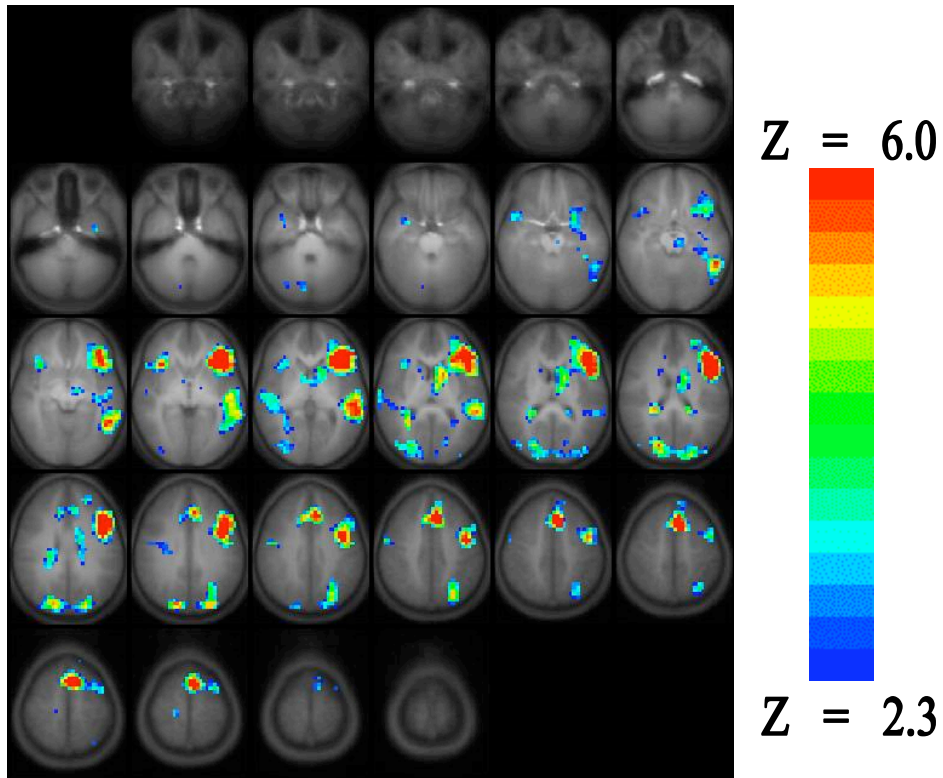 Z = 6.0
Z = 2.3